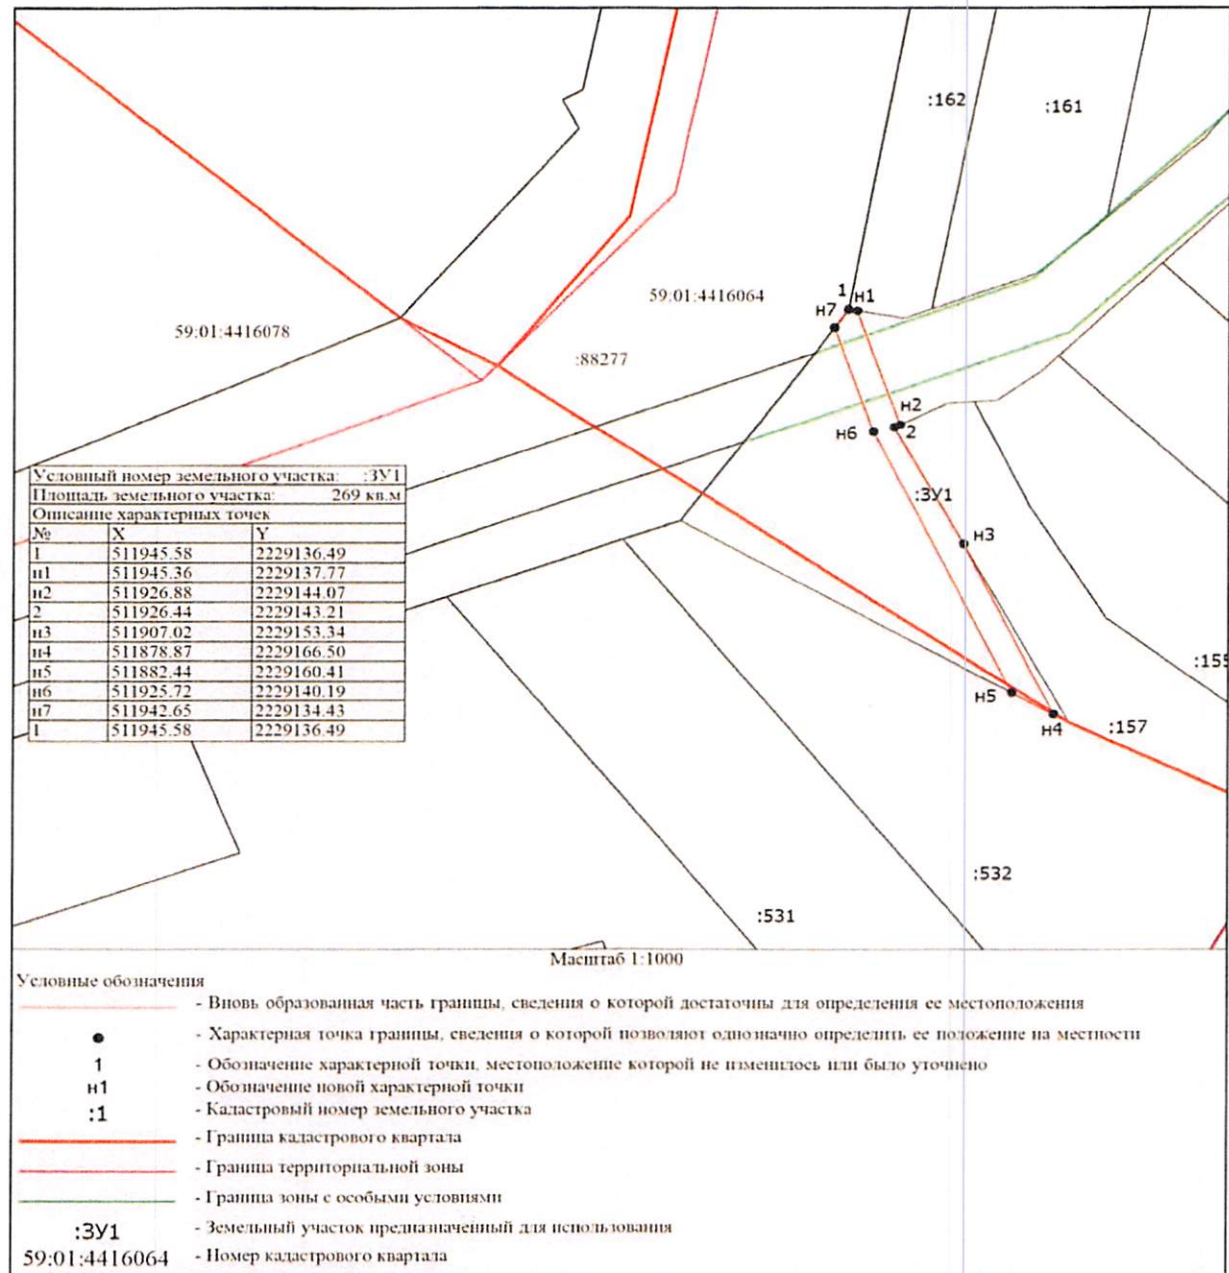 :162
:161
1
н1
н7
59:01:4416064
59:01:4416078
:88277
н2
2
н6
:ЗУ1
н3
Условный номер земельного участка: :ЗУ1
Площадь земельного участка: 269 кв.м
Описание характерных точек
№ X Y
1 511945.58 2229136.49
н1 511945.36 2229137.77
н2 511926.88 2229144.07
2 511926.44 2229143.21
н3 511907.02 2229153.34
н4 511878.87 2229166.50
н5 511882.44 2229160.41
н6 511925.72 2229140.19
н7 511942.65 2229134.43
1 511945.58 2229136.49
:155
н5
н4
:157
:532
:531
Масштаб 1:1000
Условные обозначения
- Вновь образованная часть границы, сведения о которой достаточны для определения ее местоположения
- Характерная точка границы, сведения о которой позволяют однозначно определить ее положение на местности
1 - Обозначение характерной точки, местоположение которой не изменилось или было уточнено
н1 - Обозначение новой характерной точки
:1 - Кадастровый номер земельного участка
- Граница кадастрового квартала
- Граница территориальной зоны
- Граница зоны с особыми условиями
:ЗУ1 - Земельный участок предназначенный для использования
59:01:4416064 - Номер кадастрового квартала